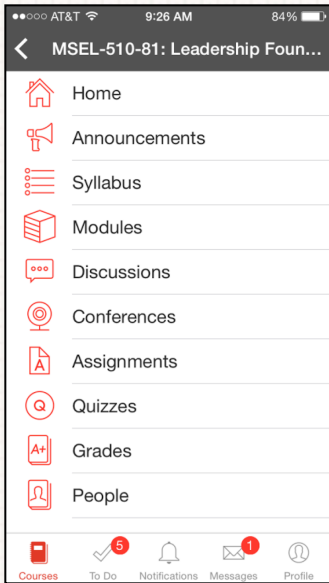 AT&T 9:26 AM 84%
MSEL-510-81: Leadership Foun...
Home
Announcements
Syllabus
Modules
Discussions
Conferences
A Assignments
Q Quizzes
A+ Grades
People
5 1
Courses To Do Notifications Messages Profile